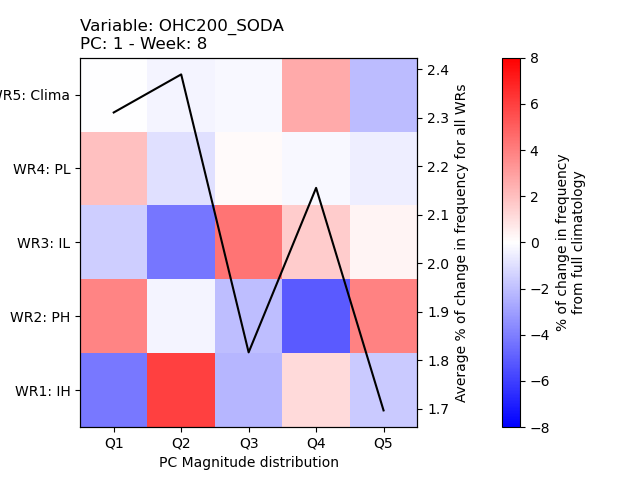 Variable: OHC200_SODA
PC: 1 - Week: 8
WR5: Clima
WR4: PL
WR3: IL
WR2: PH
WR1: IH
Q1 Q2 Q3 Q4 Q5
PC Magnitude distribution
2.4
2.3
2.2
2.1
2.0
1.9
1.8
1.7
Average % of change in frequency for all WRs
8
6
4
2
0
−2
−4
−6
−8
% of change in frequency
from full climatology